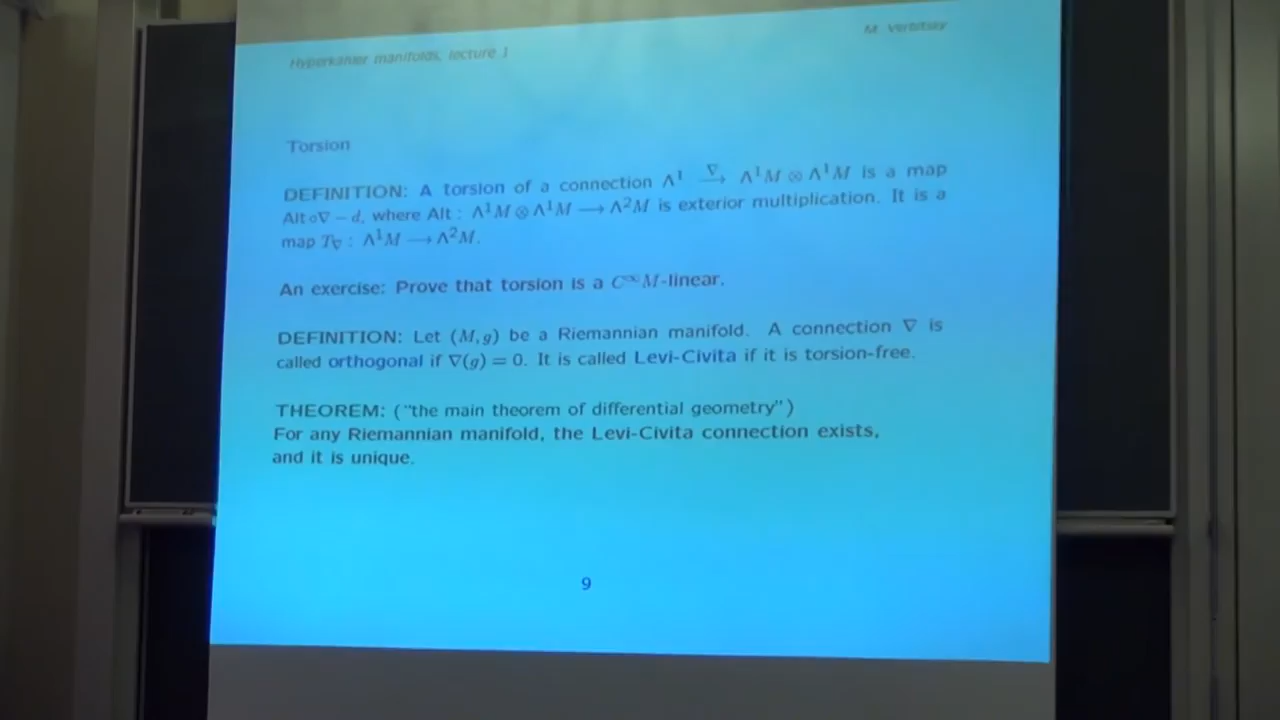 Hyperkähler manifolds, lecture 1
M. Verbitsky
Torsion
DEFINITION: A torsion of a connection Λ¹ —∇→ Λ¹M ⊗ Λ¹M is a map
Alt ∘∇ − d, where Alt : Λ¹M ⊗ Λ¹M ⟶ Λ²M is exterior multiplication. It is a
map T∇ : Λ¹M ⟶ Λ²M.
An exercise: Prove that torsion is a C∞M-linear.
DEFINITION: Let (M, g) be a Riemannian manifold. A connection ∇ is
called orthogonal if ∇(g) = 0. It is called Levi-Civita if it is torsion-free.
THEOREM: ("the main theorem of differential geometry")
For any Riemannian manifold, the Levi-Civita connection exists,
and it is unique.
9